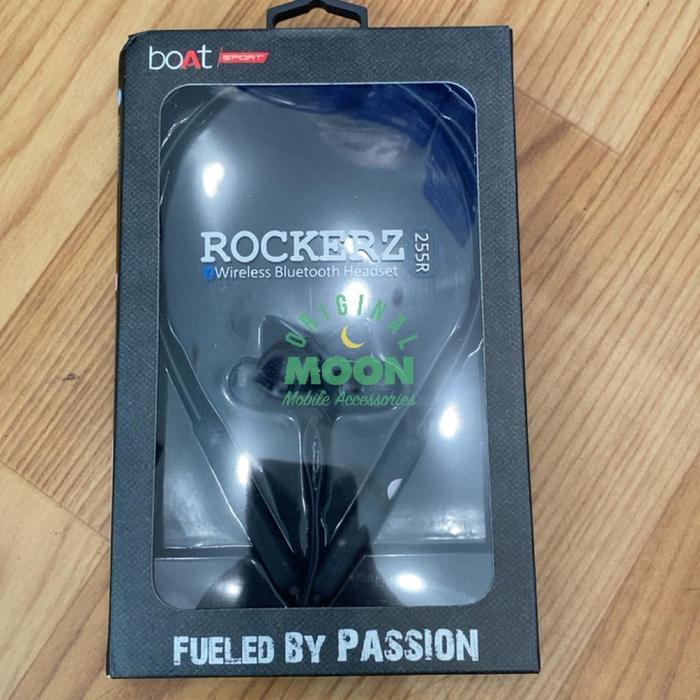 boAt SPORT
ROCKERZ 255R
Wireless Bluetooth Headset
ORIGINAL
MOON
Mobile Accessories
FUELED BY PASSION